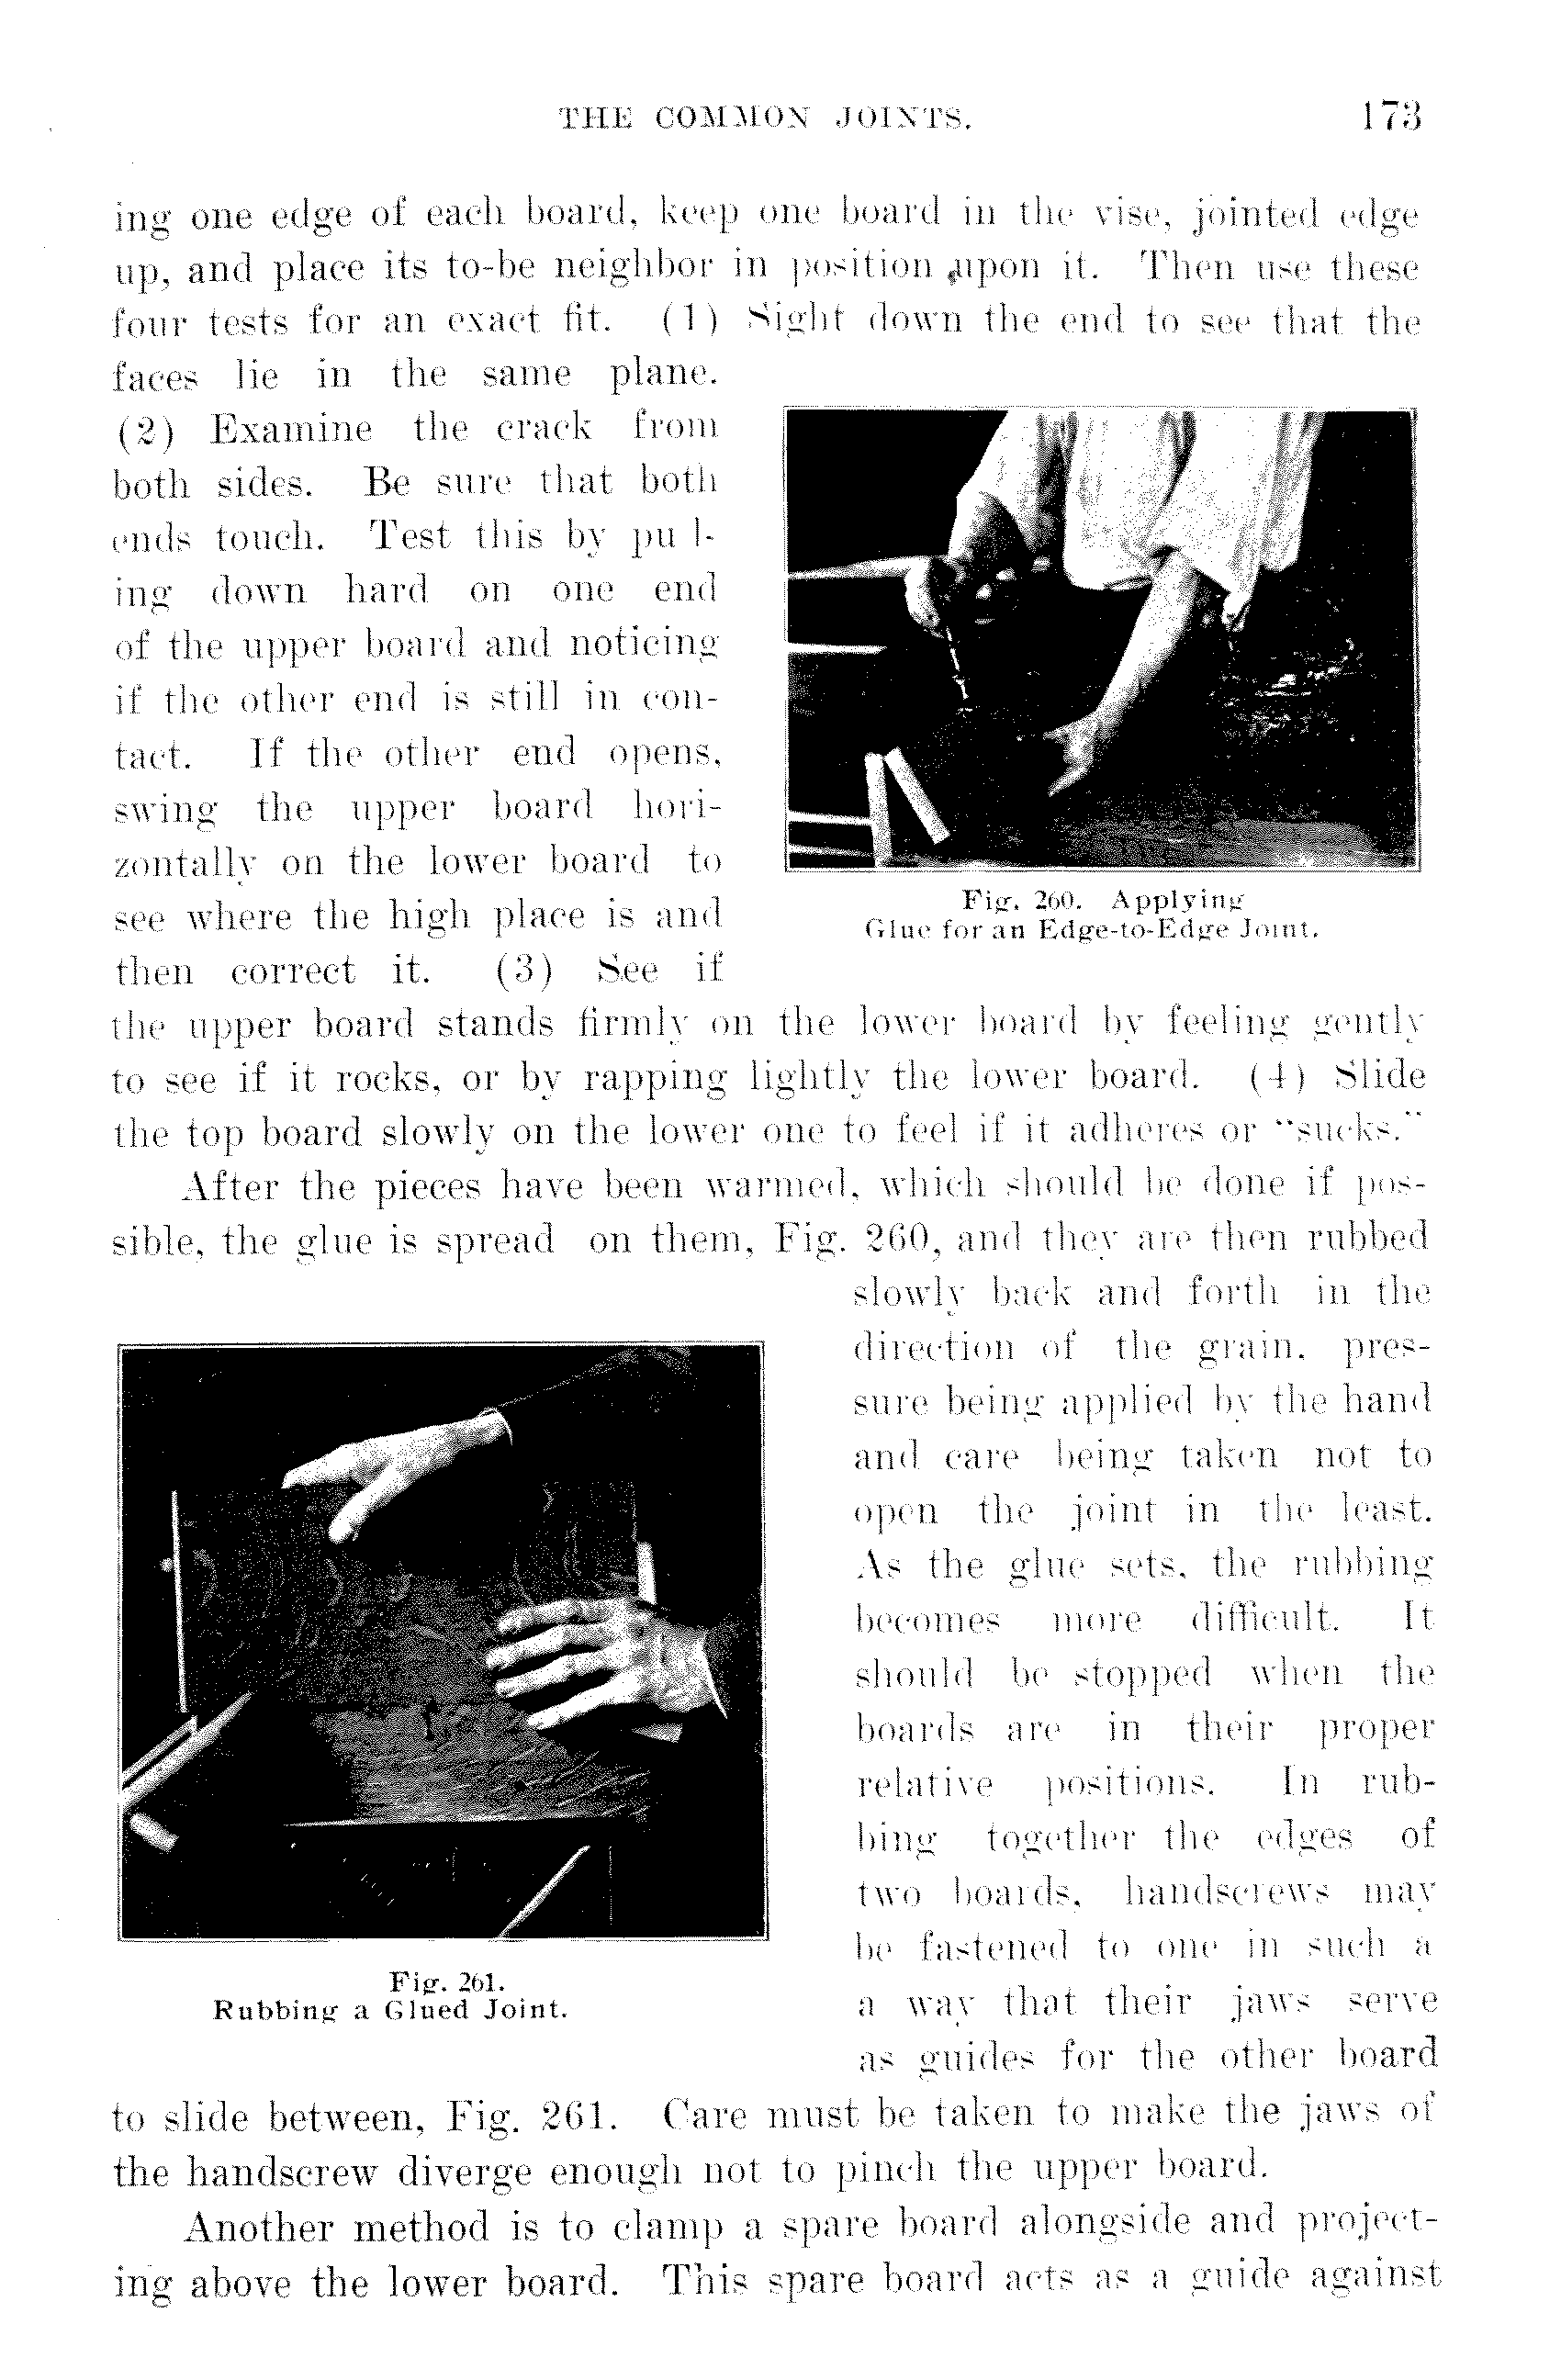 THE COMMON JOINTS. 173
ing one edge of each board, keep one board in the vise, jointed edge
up, and place its to-be neighbor in position upon it. Then use these
four tests for an exact fit. (1) Sight down the end to see that the
faces lie in the same plane.
(2) Examine the crack from
both sides. Be sure that both
ends touch. Test this by pu l-
ing down hard on one end
of the upper board and noticing
if the other end is still in con-
tact. If the other end opens,
swing the upper board hori-
zontally on the lower board to
see where the high place is and
then correct it. (3) See if
Fig. 260. Applying
Glue for an Edge-to-Edge Joint.
the upper board stands firmly on the lower board by feeling gently
to see if it rocks, or by rapping lightly the lower board. (4) Slide
the top board slowly on the lower one to feel if it adheres or "sucks."
After the pieces have been warmed, which should be done if pos-
sible, the glue is spread on them, Fig. 260, and they are then rubbed
slowly back and forth in the
direction of the grain, pres-
sure being applied by the hand
and care being taken not to
open the joint in the least.
As the glue sets, the rubbing
becomes more difficult. It
should be stopped when the
boards are in their proper
relative positions. In rub-
bing together the edges of
two boards, handscrews may
be fastened to one in such a
a way that their jaws serve
as guides for the other board
Fig. 261.
Rubbing a Glued Joint.
to slide between, Fig. 261. Care must be taken to make the jaws of
the handscrew diverge enough not to pinch the upper board.
Another method is to clamp a spare board alongside and project-
ing above the lower board. This spare board acts as a guide against